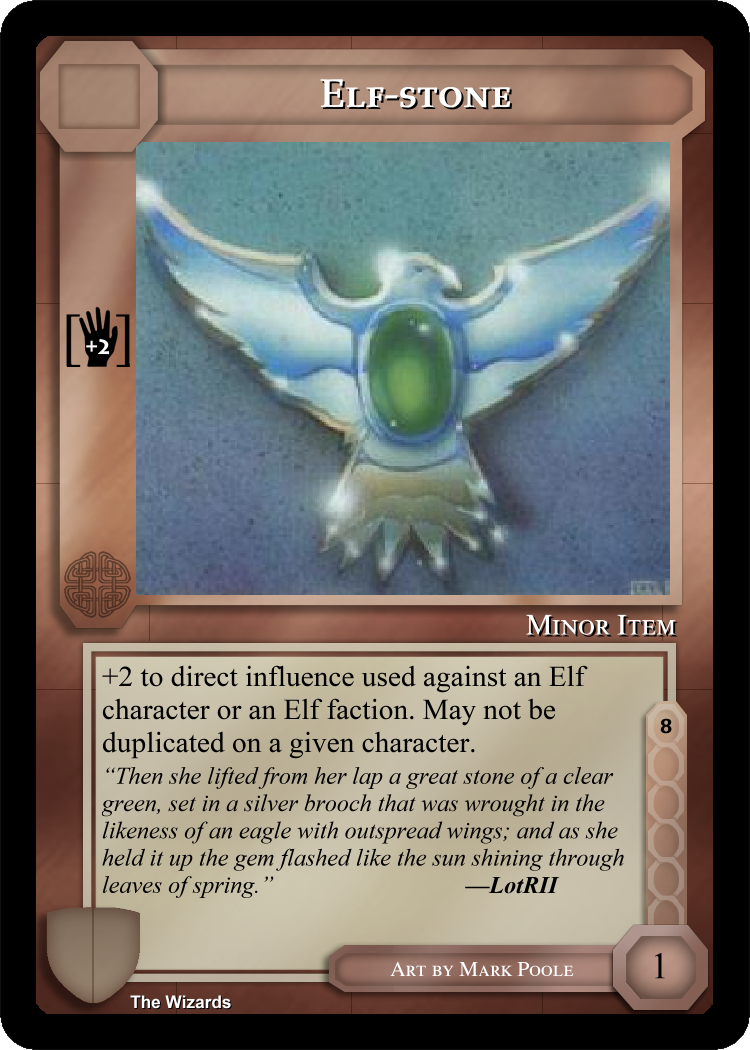 Elf-stone
[+2]
Minor Item
+2 to direct influence used against an Elf
character or an Elf faction. May not be
duplicated on a given character.
“Then she lifted from her lap a great stone of a clear
green, set in a silver brooch that was wrought in the
likeness of an eagle with outspread wings; and as she
held it up the gem flashed like the sun shining through
leaves of spring.” —LotRII
8
Art by Mark Poole
1
The Wizards